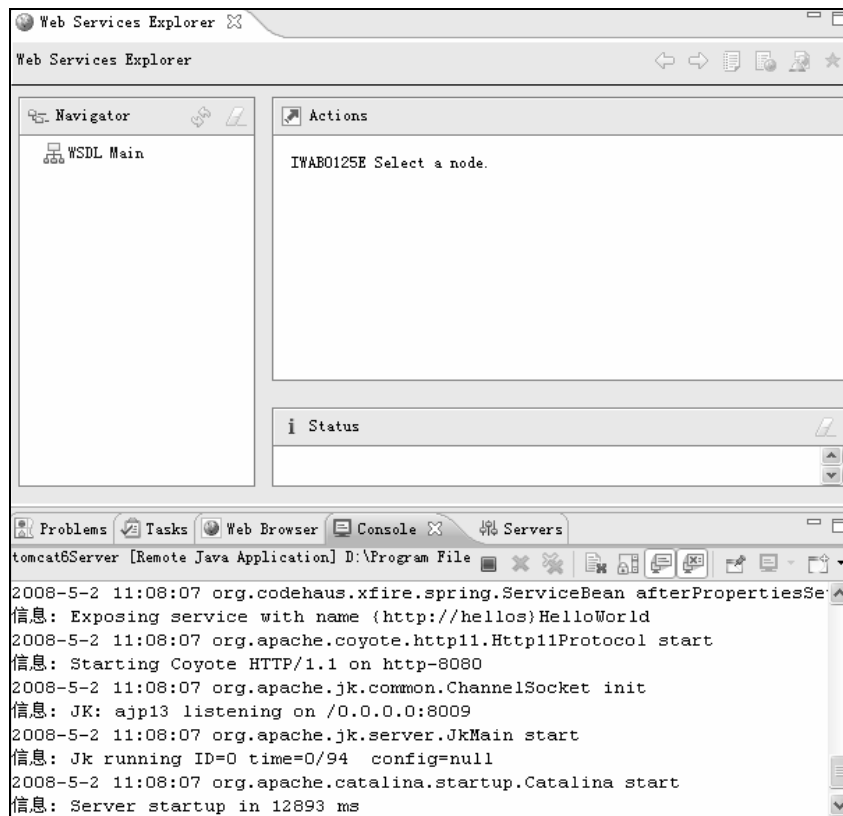 Web Services Explorer
Web Services Explorer
Navigator
WSDL Main
Actions
IWAB0125E Select a node.
i Status
Problems Tasks Web Browser Console Servers
tomcat6Server [Remote Java Application] D:\Program File
2008-5-2 11:08:07 org.codehaus.xfire.spring.ServiceBean afterPropertiesSe
信息: Exposing service with name {http://hellos}HelloWorld
2008-5-2 11:08:07 org.apache.coyote.http11.Http11Protocol start
信息: Starting Coyote HTTP/1.1 on http-8080
2008-5-2 11:08:07 org.apache.jk.common.ChannelSocket init
信息: JK: ajp13 listening on /0.0.0.0:8009
2008-5-2 11:08:07 org.apache.jk.server.JkMain start
信息: Jk running ID=0 time=0/94  config=null
2008-5-2 11:08:07 org.apache.catalina.startup.Catalina start
信息: Server startup in 12893 ms